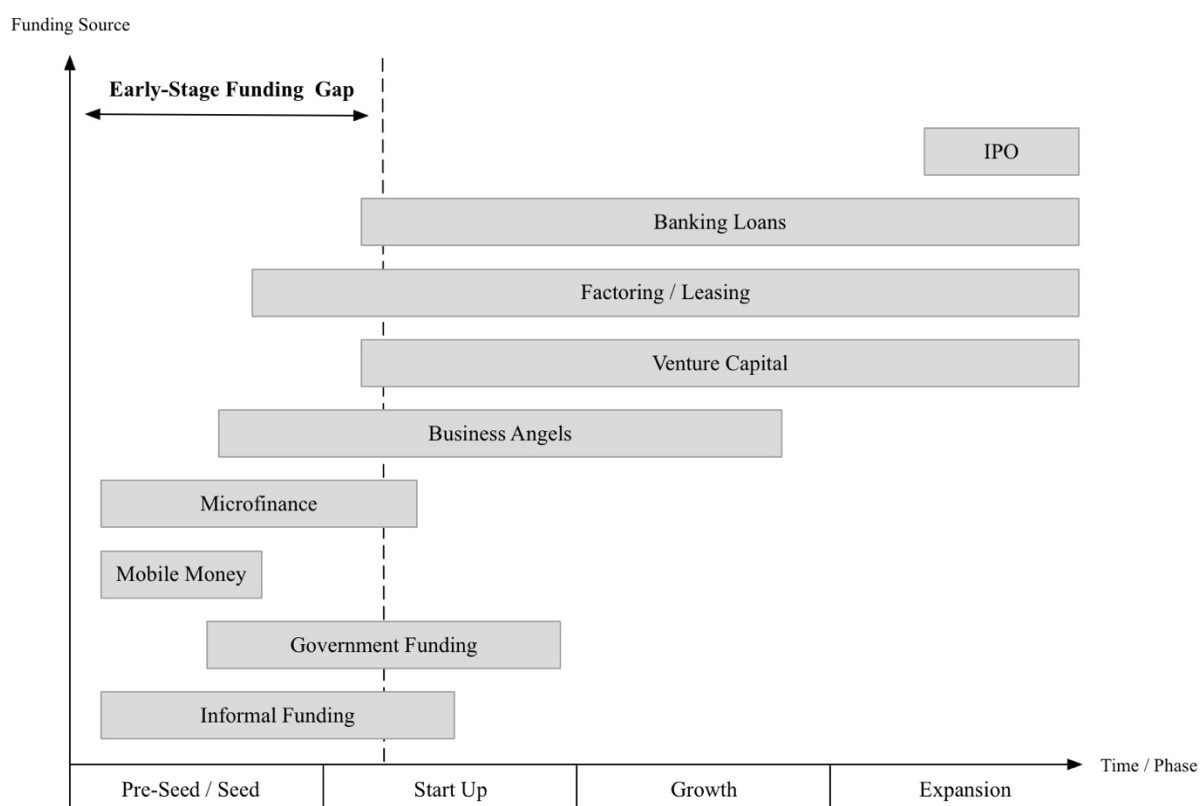 Funding Source
Early-Stage Funding Gap
IPO
Banking Loans
Factoring / Leasing
Venture Capital
Business Angels
Microfinance
Mobile Money
Government Funding
Informal Funding
Time / Phase
Pre-Seed / Seed
Start Up
Growth
Expansion